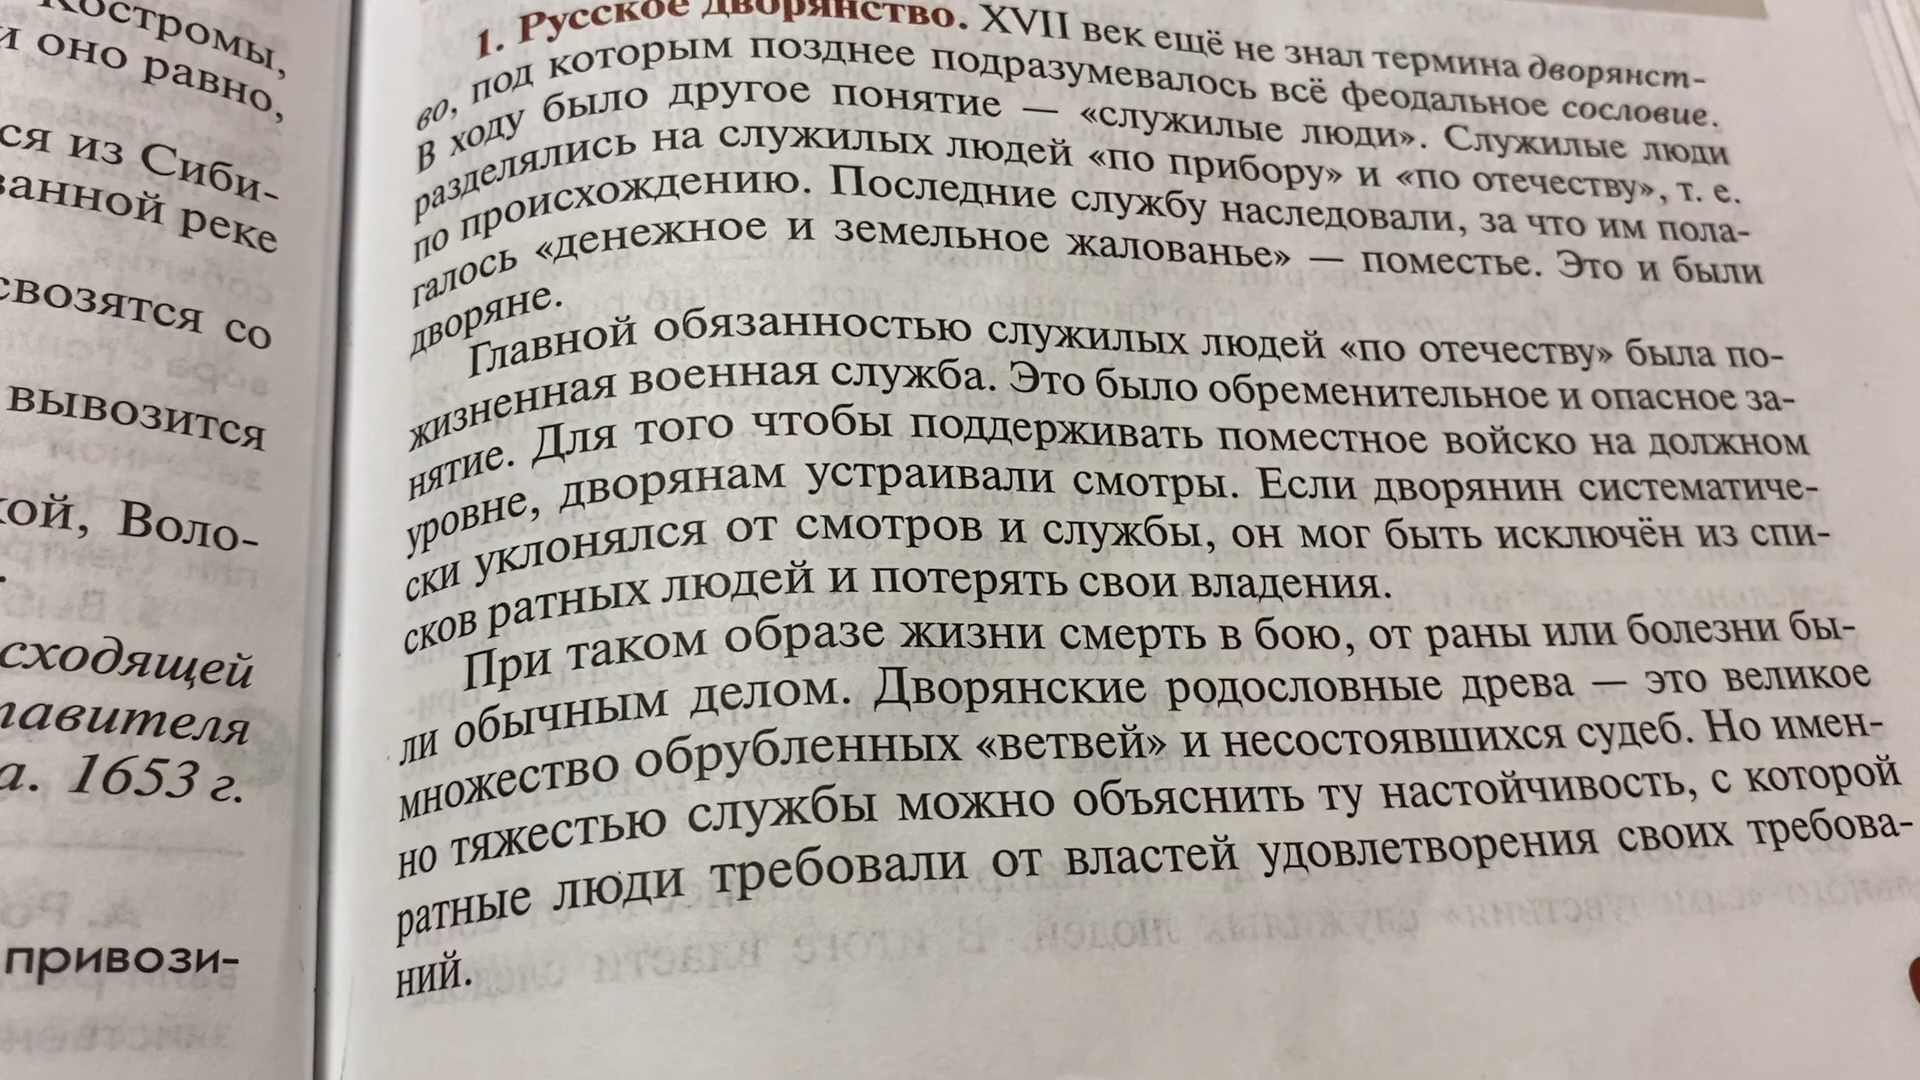 Костромы,
и оно равно,
ся из Сиби-
ванной реке
свозятся со
вывозится
кой, Воло-
сходящей
тавителя
а. 1653 г.
привози-
1. Русское дворянство. XVII век ещё не знал термина дворянст-
во, под которым позднее подразумевалось всё феодальное сословие.
В ходу было другое понятие — «служилые люди». Служилые люди
разделялись на служилых людей «по прибору» и «по отечеству», т. е.
по происхождению. Последние службу наследовали, за что им пола-
галось «денежное и земельное жалованье» — поместье. Это и были
дворяне.
Главной обязанностью служилых людей «по отечеству» была по-
жизненная военная служба. Это было обременительное и опасное за-
нятие. Для того чтобы поддерживать поместное войско на должном
уровне, дворянам устраивали смотры. Если дворянин систематиче-
ски уклонялся от смотров и службы, он мог быть исключён из спи-
сков ратных людей и потерять свои владения.
При таком образе жизни смерть в бою, от раны или болезни бы-
ли обычным делом. Дворянские родословные древа — это великое
множество обрубленных «ветвей» и несостоявшихся судеб. Но имен-
но тяжестью службы можно объяснить ту настойчивость, с которой
ратные люди требовали от властей удовлетворения своих требова-
ний.